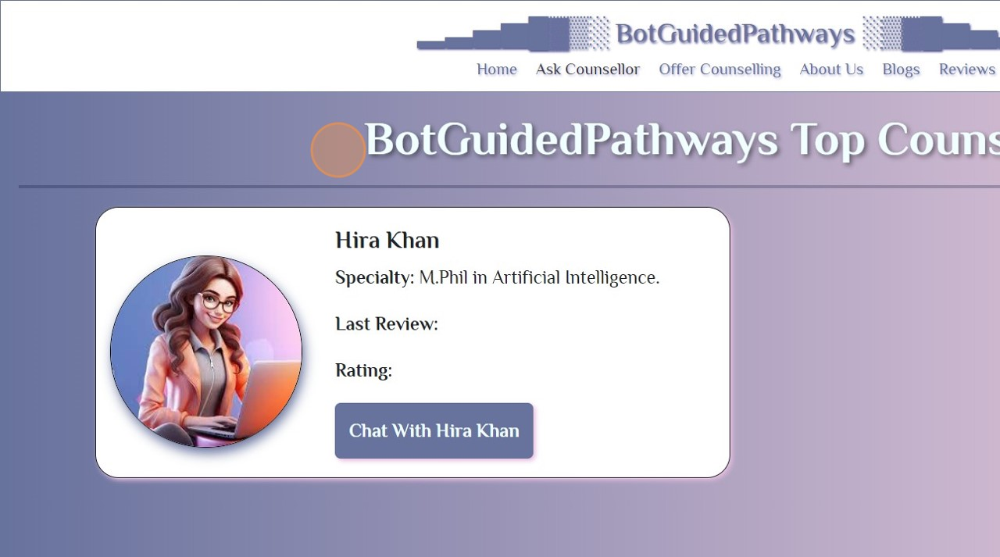 BotGuidedPathways
Home Ask Counsellor Offer Counselling About Us Blogs Reviews
BotGuidedPathways Top Couns
Hira Khan
Specialty: M.Phil in Artificial Intelligence.
Last Review:
Rating:
Chat With Hira Khan